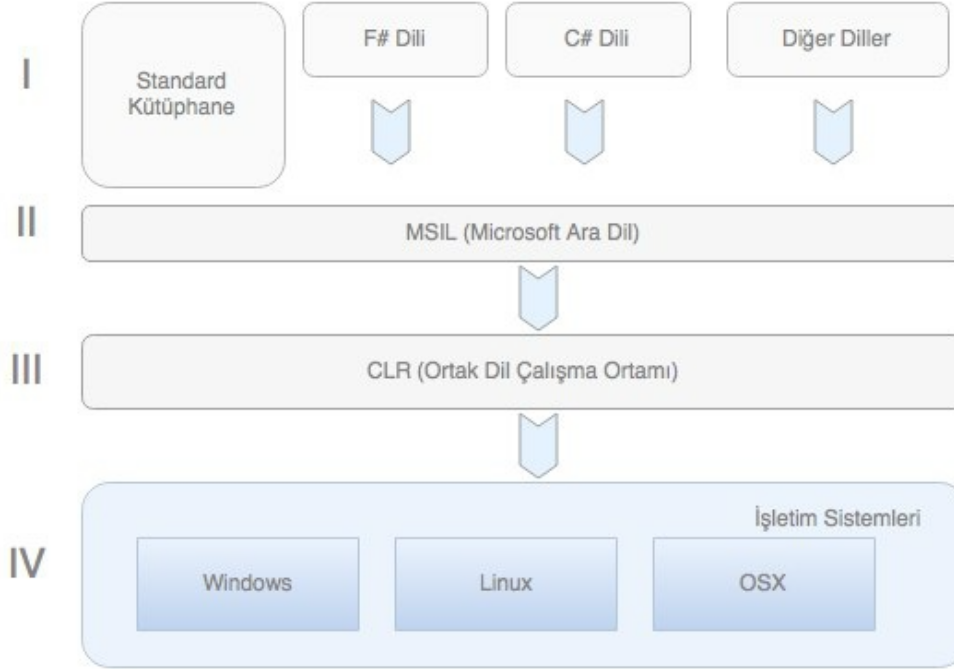 I
Standard
Kütüphane
F# Dili
C# Dili
Diğer Diller
II
MSIL (Microsoft Ara Dil)
III
CLR (Ortak Dil Çalışma Ortamı)
IV
İşletim Sistemleri
Windows
Linux
OSX